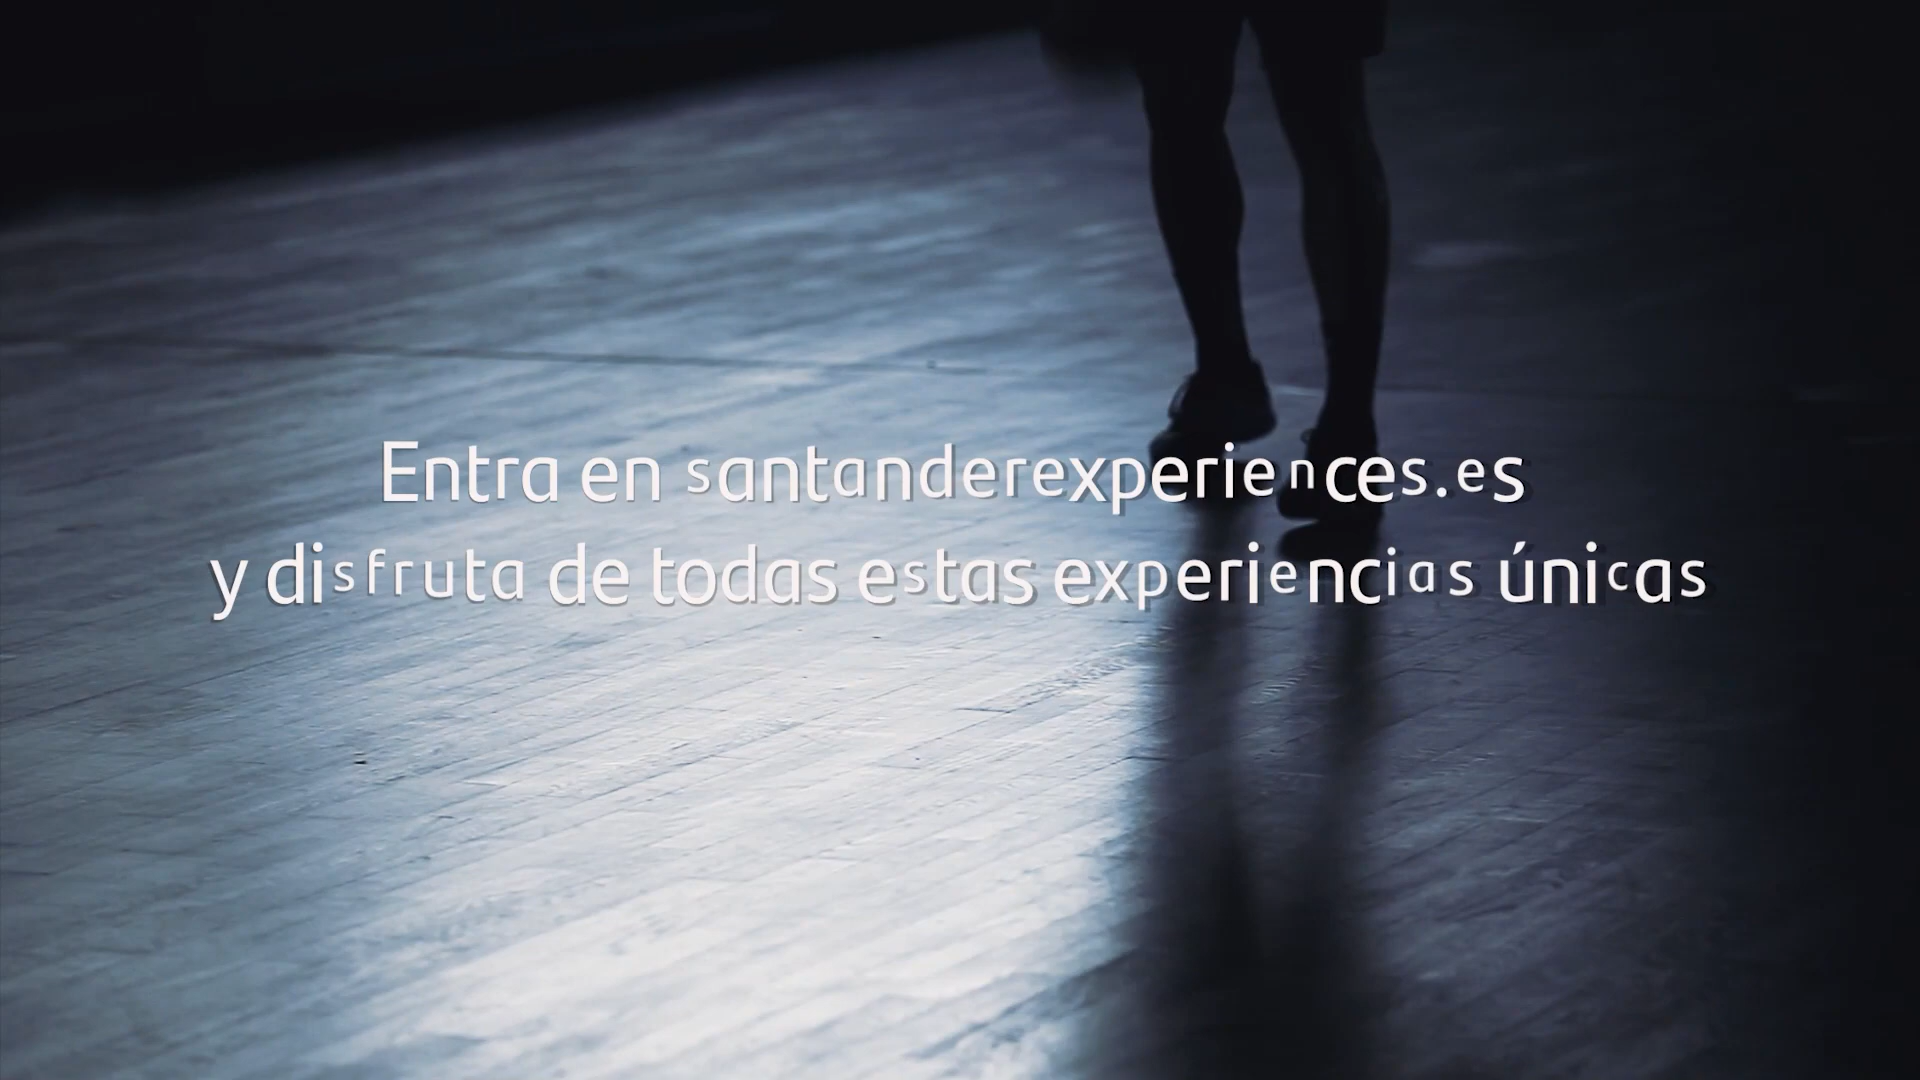 Entra en santanderexperiences.es
y disfruta de todas estas experiencias únicas